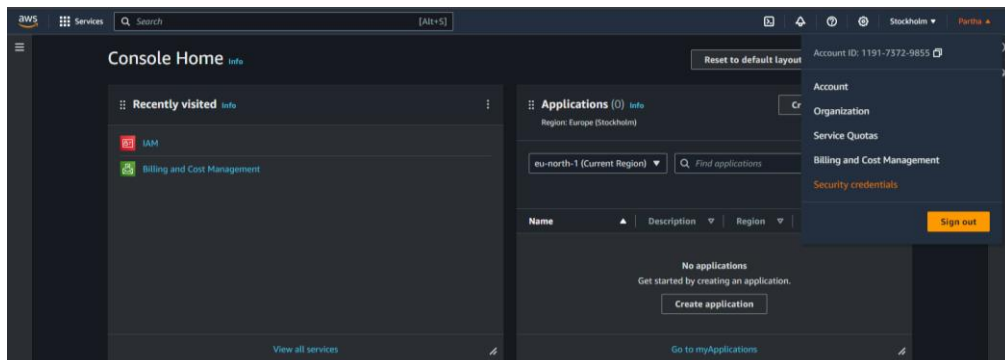 aws Services Search [Alt+S] Stockholm ▼ Partha ▲
Console Home Info
Reset to default layout
Account ID: 1191-7372-9855
Account
Organization
Service Quotas
Billing and Cost Management
Security credentials
Sign out
Recently visited Info
IAM
Billing and Cost Management
View all services
Applications (0) Info
Cr
Region: Europe (Stockholm)
eu-north-1 (Current Region) ▼ Find applications
Name ▲ Description ▽ Region ▽
No applications
Get started by creating an application.
Create application
Go to myApplications